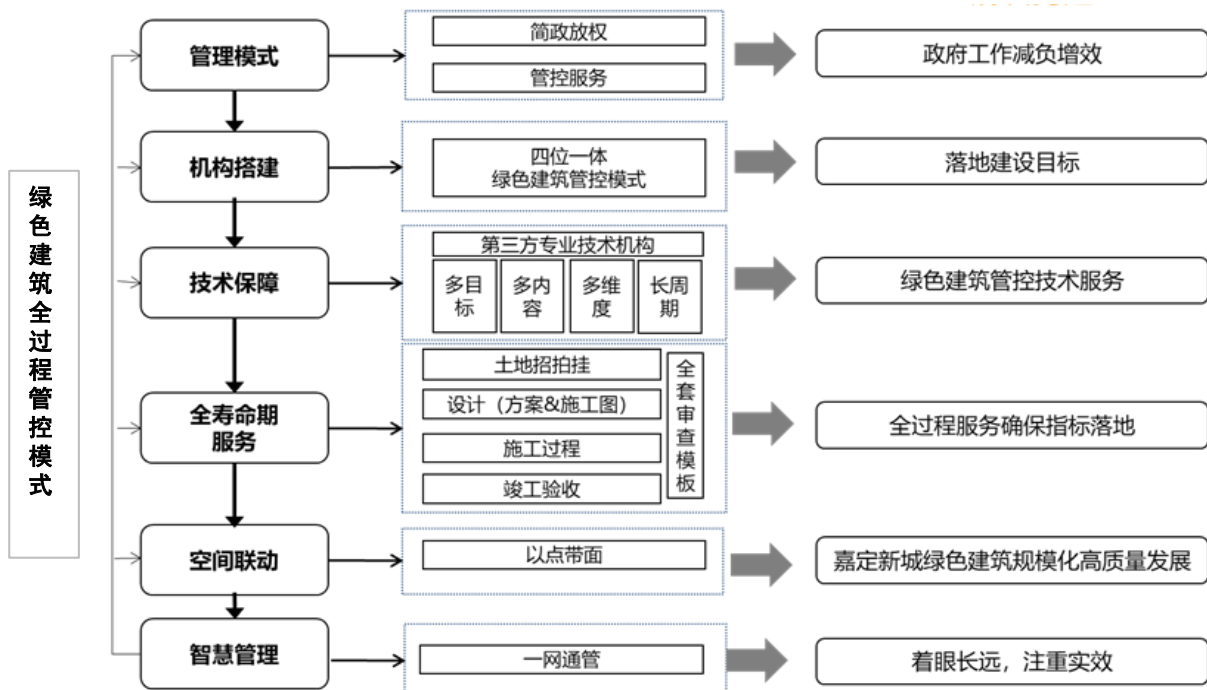 绿色建筑全过程管控模式
管理模式
简政放权
管控服务
政府工作减负增效
机构搭建
四位一体
绿色建筑管控模式
落地建设目标
技术保障
第三方专业技术机构
多目
标
多内
容
多维
度
长周
期
绿色建筑管控技术服务
全寿命期
服务
土地招拍挂
设计（方案&施工图）
施工过程
竣工验收
全套审查模板
全过程服务确保指标落地
空间联动
以点带面
嘉定新城绿色建筑规模化高质量发展
智慧管理
一网通管
着眼长远，注重实效